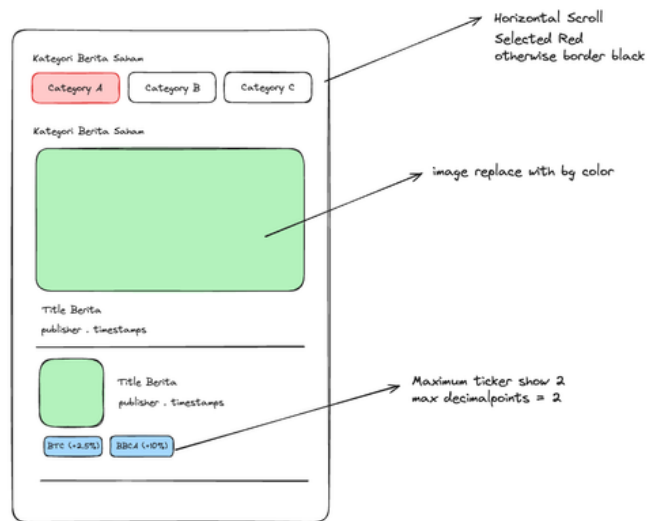 Horizontal Scroll
Selected Red
otherwise border black
Kategori Berita Saham
Category A
Category B
Category C
Kategori Berita Saham
image replace with bg color
Title Berita
publisher . timestamps
Title Berita
publisher . timestamps
Maximum ticker show 2
max decimalpoints = 2
BTC (+2.5%)
BBCA (+10%)